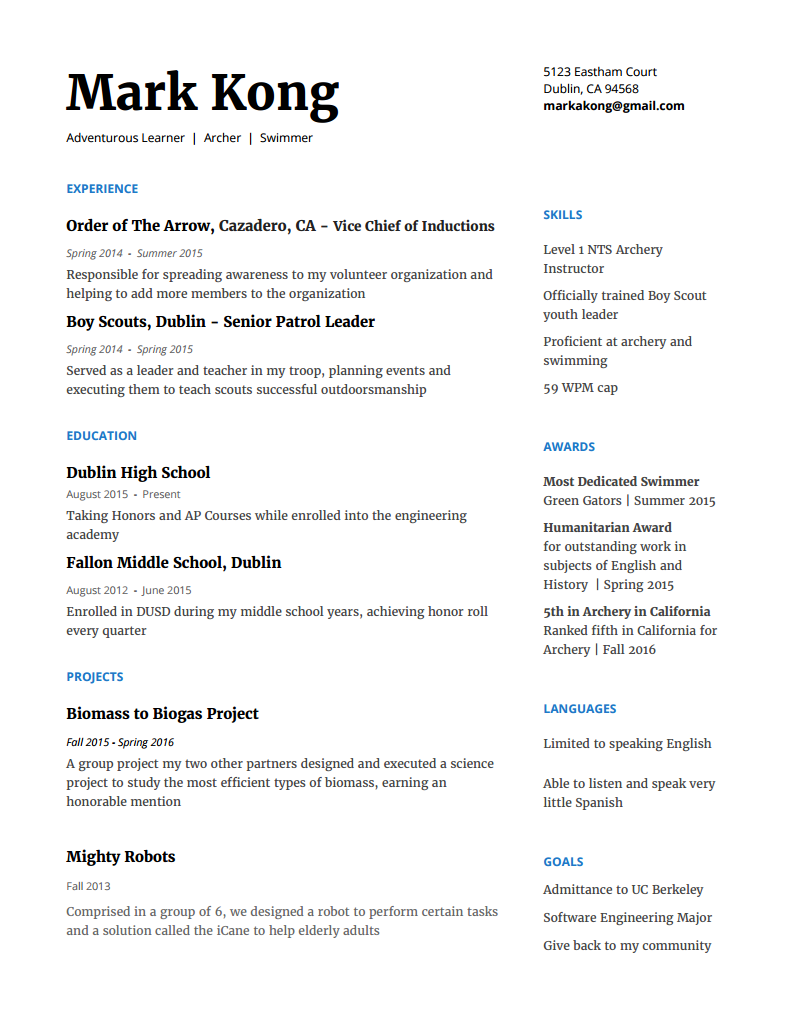 Mark Kong
Adventurous Learner | Archer | Swimmer
5123 Eastham Court
Dublin, CA 94568
markakong@gmail.com
EXPERIENCE
Order of The Arrow, Cazadero, CA - Vice Chief of Inductions
Spring 2014 - Summer 2015
Responsible for spreading awareness to my volunteer organization and
helping to add more members to the organization
Boy Scouts, Dublin - Senior Patrol Leader
Spring 2014 - Spring 2015
Served as a leader and teacher in my troop, planning events and
executing them to teach scouts successful outdoorsmanship
EDUCATION
Dublin High School
August 2015 - Present
Taking Honors and AP Courses while enrolled into the engineering
academy
Fallon Middle School, Dublin
August 2012 - June 2015
Enrolled in DUSD during my middle school years, achieving honor roll
every quarter
PROJECTS
Biomass to Biogas Project
Fall 2015 - Spring 2016
A group project my two other partners designed and executed a science
project to study the most efficient types of biomass, earning an
honorable mention
Mighty Robots
Fall 2013
Comprised in a group of 6, we designed a robot to perform certain tasks
and a solution called the iCane to help elderly adults
SKILLS
Level 1 NTS Archery
Instructor
Officially trained Boy Scout
youth leader
Proficient at archery and
swimming
59 WPM cap
AWARDS
Most Dedicated Swimmer
Green Gators | Summer 2015
Humanitarian Award
for outstanding work in
subjects of English and
History | Spring 2015
5th in Archery in California
Ranked fifth in California for
Archery | Fall 2016
LANGUAGES
Limited to speaking English
Able to listen and speak very
little Spanish
GOALS
Admittance to UC Berkeley
Software Engineering Major
Give back to my community